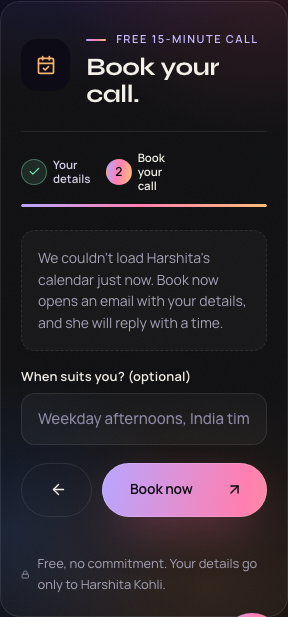 FREE 15-MINUTE CALL
Book your
call.
Your
details
2
Book
your
call
We couldn't load Harshita's
calendar just now. Book now
opens an email with your details,
and she will reply with a time.
When suits you? (optional)
Weekday afternoons, India tim
Book now
Free, no commitment. Your details go
only to Harshita Kohli.